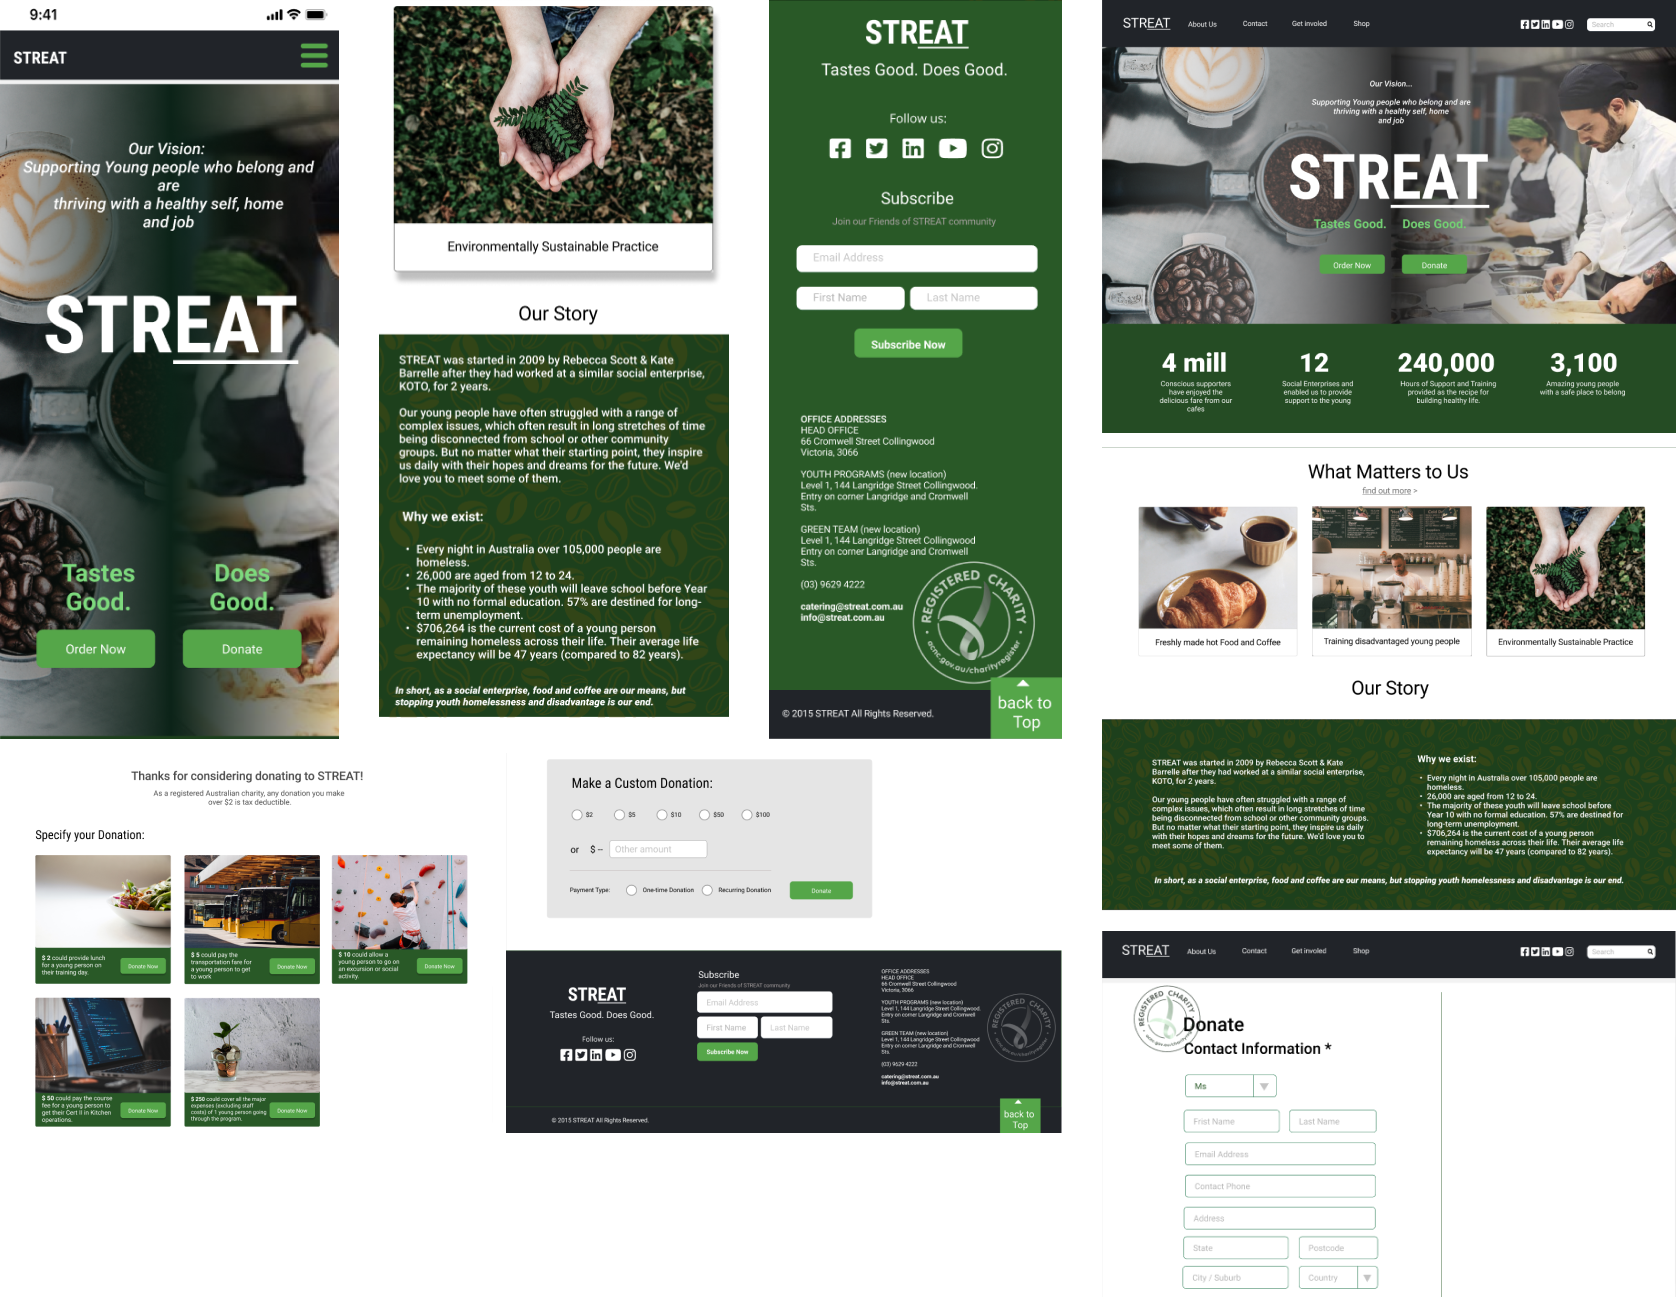 9:41
STREAT
Our Vision:
Supporting Young people who belong and
are
thriving with a healthy self, home
and job
STREAT
Tastes
Good.
Does
Good.
Order Now
Donate
Environmentally Sustainable Practice
Our Story
STREAT was started in 2009 by Rebecca Scott & Kate
Barrelle after they had worked at a similar social enterprise,
KOTO, for 2 years.
Our young people have often struggled with a range of
complex issues, which often result in long stretches of time
being disconnected from school or other community
groups. But no matter what their starting point, they inspire
us daily with their hopes and dreams for the future. We'd
love you to meet some of them.
Why we exist:
• Every night in Australia over 105,000 people are
homeless.
• 26,000 are aged from 12 to 24.
• The majority of these youth will leave school before Year
10 with no formal education. 57% are destined for long-
term unemployment.
• $706,264 is the current cost of a young person
remaining homeless across their life. Their average life
expectancy will be 47 years (compared to 82 years).
In short, as a social enterprise, food and coffee are our means, but
stopping youth homelessness and disadvantage is our end.
STREAT
Tastes Good. Does Good.
Follow us:
Subscribe
Join our Friends of STREAT community
Email Address
First Name
Last Name
Subscribe Now
OFFICE ADDRESSES
HEAD OFFICE
66 Cromwell Street Collingwood
Victoria, 3066
YOUTH PROGRAMS (new location)
Level 1, 144 Langridge Street Collingwood.
Entry on corner Langridge and Cromwell
Sts.
GREEN TEAM (new location)
Level 1, 144 Langridge Street Collingwood
Entry on corner Langridge and Cromwell
Sts.
(03) 9629 4222
catering@streat.com.au
info@streat.com.au
REGISTERED CHARITY
acnc.gov.au/charityregister
© 2015 STREAT All Rights Reserved.
back to
Top
STREAT
About Us
Contact
Get involed
Shop
Search
Our Vision...
Supporting Young people who belong and are
thriving with a healthy self, home
and job
STREAT
Tastes Good.
Does Good.
Order Now
Donate
4 mill
Conscious supporters
have enjoyed the
delicious fare from our
cafes
12
Social Enterprises and
enabled us to provide
support to the young
240,000
Hours of Support and Training
provided as the recipe for
building healthy life.
3,100
Amazing young people
with a safe place to belong
What Matters to Us
find out more >
Freshly made hot Food and Coffee
Training disadvantaged young people
Environmentally Sustainable Practice
Our Story
STREAT was started in 2009 by Rebecca Scott & Kate
Barrelle after they had worked at a similar social enterprise,
KOTO, for 2 years.
Our young people have often struggled with a range of
complex issues, which often result in long stretches of time
being disconnected from school or other community groups.
But no matter what their starting point, they inspire us daily
with their hopes and dreams for the future. We'd love you to
meet some of them.
Why we exist:
• Every night in Australia over 105,000 people are
homeless.
• 26,000 are aged from 12 to 24.
• The majority of these youth will leave school before
Year 10 with no formal education. 57% are destined for
long-term unemployment.
• $706,264 is the current cost of a young person
remaining homeless across their life. Their average life
expectancy will be 47 years (compared to 82 years).
In short, as a social enterprise, food and coffee are our means, but stopping youth homelessness and disadvantage is our end.
Thanks for considering donating to STREAT!
As a registered Australian charity, any donation you make
over $2 is tax deductible.
Specify your Donation:
$ 2 could provide lunch
for a young person on
their training day.
Donate Now
$ 5 could pay the
transportation fare for
a young person to get
to work
Donate Now
$ 10 could allow a
young person to go on
an excursion or social
activity.
Donate Now
$ 50 could pay the course
fee for a young person to
get their Cert II in Kitchen
operations.
Donate Now
$ 250 could cover all the major
expenses (excluding staff
costs) of 1 young person going
through the program.
Donate Now
Make a Custom Donation:
$2
$5
$10
$50
$100
or $ –
Other amount
Payment Type:
One-time Donation
Recurring Donation
Donate
STREAT
Tastes Good. Does Good.
Follow us:
Subscribe
Join our Friends of STREAT community
Email Address
First Name
Last Name
Subscribe Now
OFFICE ADDRESSES
HEAD OFFICE
66 Cromwell Street Collingwood
Victoria, 3066
YOUTH PROGRAMS (new location)
Level 1, 144 Langridge Street Collingwood.
Entry on corner Langridge and Cromwell
Sts.
GREEN TEAM (new location)
Level 1, 144 Langridge Street Collingwood
Entry on corner Langridge and Cromwell
Sts.
(03) 9629 4222
catering@streat.com.au
info@streat.com.au
REGISTERED CHARITY
acnc.gov.au/charityregister
© 2015 STREAT All Rights Reserved.
back to
Top
STREAT
About Us
Contact
Get involed
Shop
Search
REGISTERED CHARITY
Donate
Contact Information *
Ms
Frist Name
Last Name
Email Address
Contact Phone
Address
State
Postcode
City / Suburb
Country